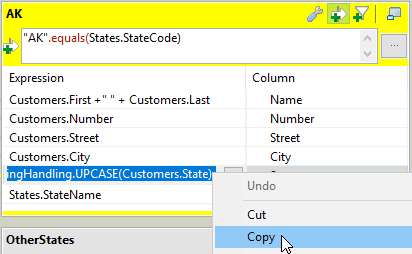 AK
"AK".equals(States.StateCode)
...
Expression Column
Customers.First +" " + Customers.Last Name
Customers.Number Number
Customers.Street Street
Customers.City City
ingHandling.UPCASE(Customers.State)
States.StateName
Undo
Cut
Copy
OtherStates